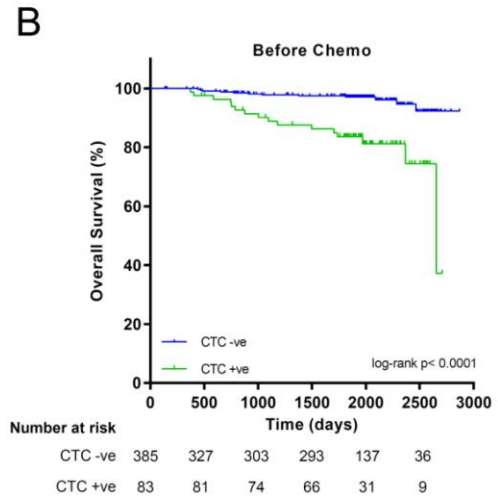 B
Before Chemo
Overall Survival (%)
100
80
60
40
20
0
CTC -ve
CTC +ve
log-rank p< 0.0001
0 500 1000 1500 2000 2500 3000
Time (days)
Number at risk
CTC -ve 385 327 303 293 137 36
CTC +ve 83 81 74 66 31 9